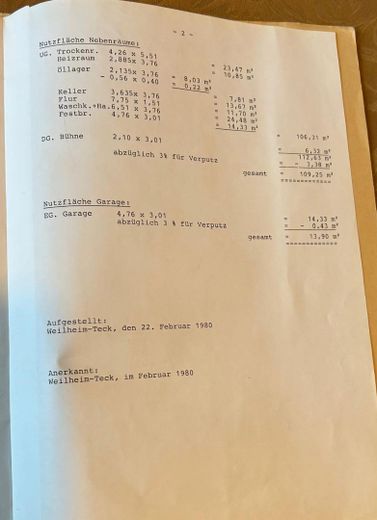 - 2 -
Nutzfläche Nebenräume:
UG. Trockenr. 4,26 x 5,51 = 23,47 m²
Heizraum 2,885x 3,76 = 10,85 m²
Öllager 2,135x 3,76 = 8,03 m²
- 0,56 x 0,40 = 0,22 m² = 7,81 m²
Keller 3,635x 3,76 = 13,67 m²
Flur 7,75 x 1,51 = 11,70 m²
Waschk.+Ha.6,51 x 3,76 = 24,48 m²
4,76 x 3,01 = 14,33 m² = 106,31 m²
DG. Bühne 2,10 x 3,01 = 6,32 m²
= 112,63 m²
abzüglich 3% für Verputz = - 3,38 m²
gesamt = 109,25 m²
Nutzfläche Garage:
EG. Garage 4,76 x 3,01 = 14,33 m²
abzüglich 3 % für Verputz = - 0,43 m²
gesamt = 13,90 m²
Aufgestellt:
Weilheim-Teck, den 22. Februar 1980
Anerkannt:
Weilheim-Teck, im Februar 1980